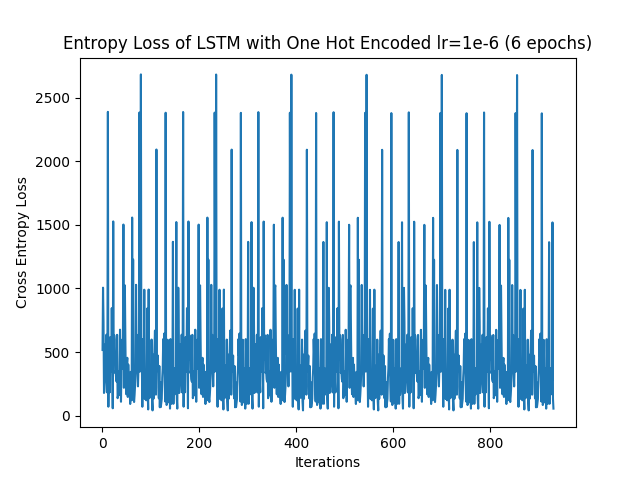 Entropy Loss of LSTM with One Hot Encoded lr=1e-6 (6 epochs)
2500
2000
1500
1000
500
0
Cross Entropy Loss
0 200 400 600 800
Iterations